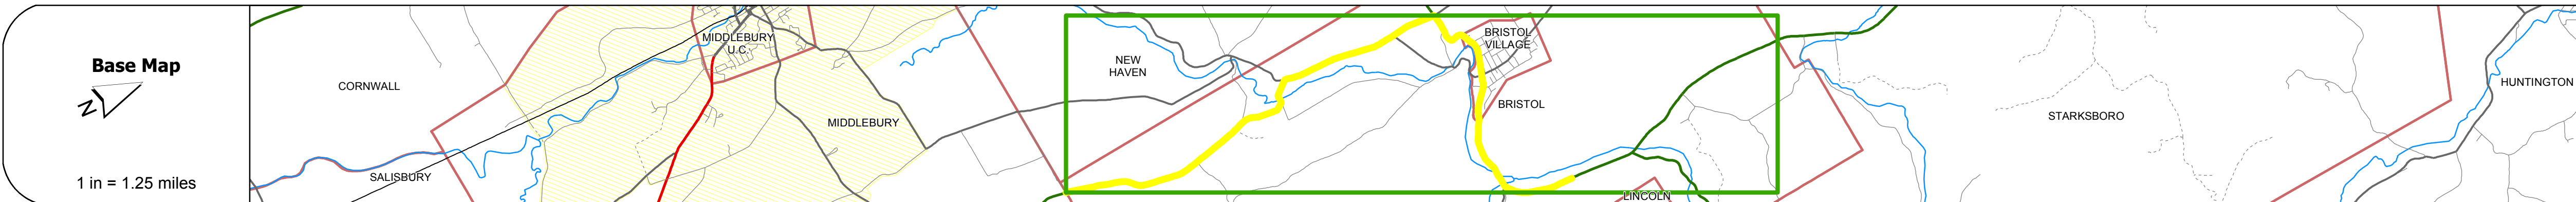 Base Map
N
1 in = 1.25 miles
CORNWALL
SALISBURY
MIDDLEBURY
U.C.
MIDDLEBURY
NEW
HAVEN
BRISTOL
VILLAGE
BRISTOL
LINCOLN
STARKSBORO
HUNTINGTON